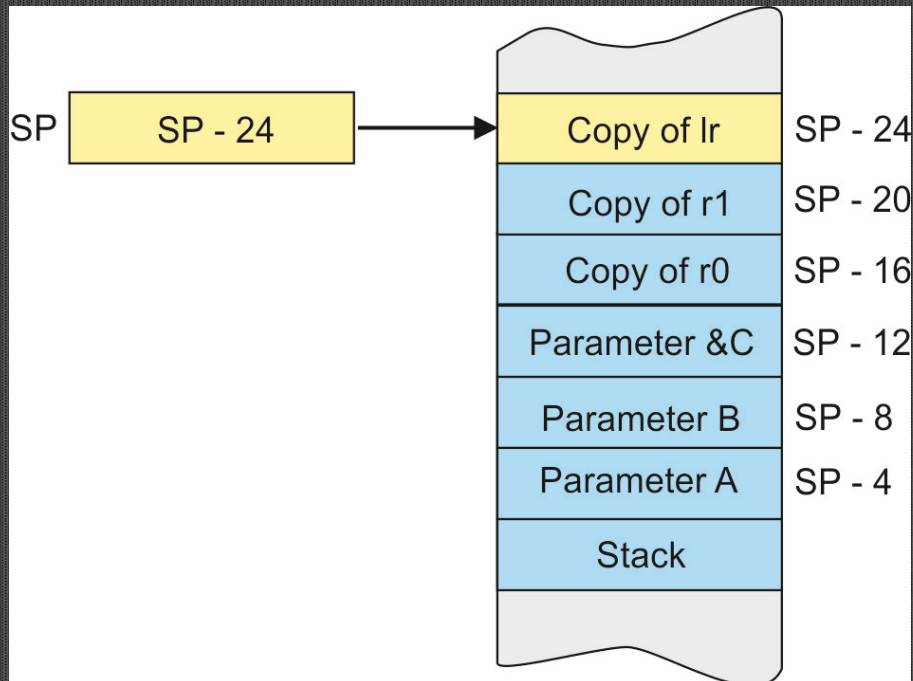 SP SP - 24 Copy of lr SP - 24
Copy of r1 SP - 20
Copy of r0 SP - 16
Parameter &C SP - 12
Parameter B SP - 8
Parameter A SP - 4
Stack